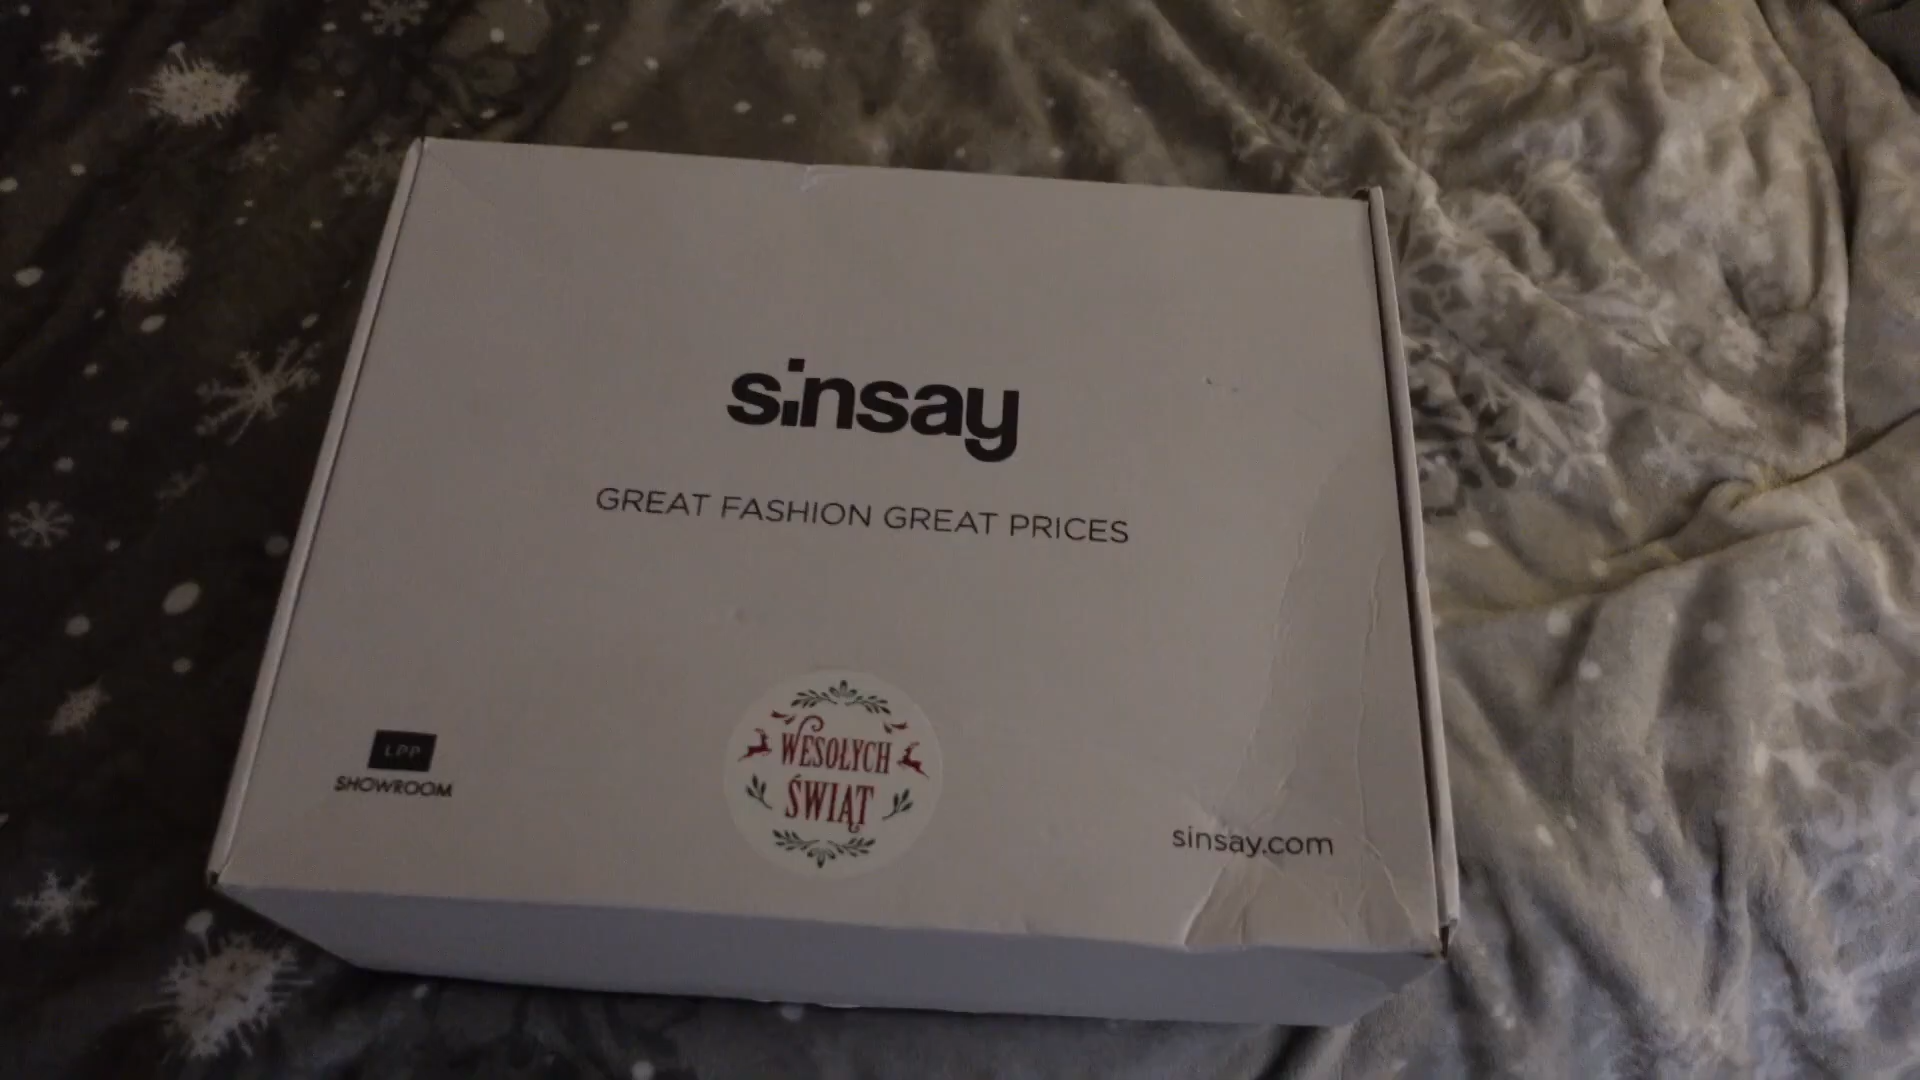 sinsay
GREAT FASHION GREAT PRICES
WESOŁYCH
ŚWIĄT
LPP
SHOWROOM
sinsay.com